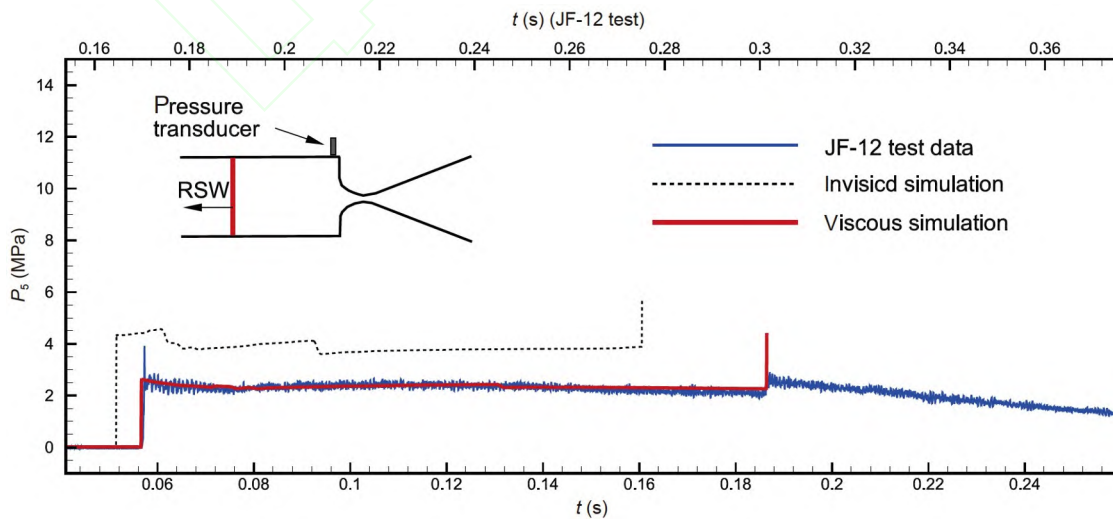 t (s) (JF-12 test)
0.16 0.18 0.2 0.22 0.24 0.26 0.28 0.3 0.32 0.34 0.36
14
12
10
8
6
4
2
0
P5 (MPa)
Pressure
transducer
RSW
JF-12 test data
Invisicd simulation
Viscous simulation
0.06 0.08 0.1 0.12 0.14 0.16 0.18 0.2 0.22 0.24
t (s)